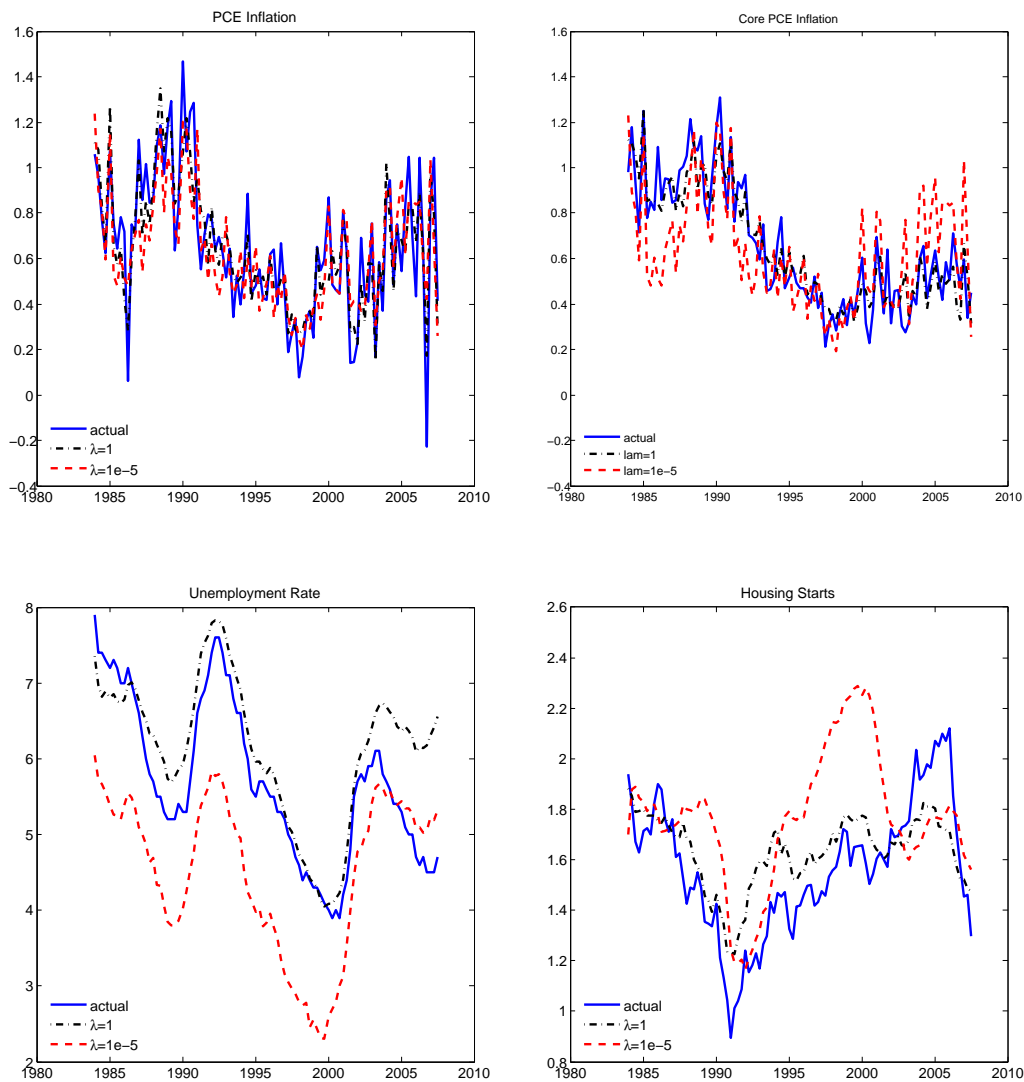 PCE Inflation
1.6
1.4
1.2
1
0.8
0.6
0.4
0.2
0
−0.2
−0.4
1980 1985 1990 1995 2000 2005 2010
actual
λ=1
λ=1e−5
Core PCE Inflation
1.6
1.4
1.2
1
0.8
0.6
0.4
0.2
0
−0.2
−0.4
1980 1985 1990 1995 2000 2005 2010
actual
lam=1
lam=1e−5
Unemployment Rate
8
7
6
5
4
3
2
1980 1985 1990 1995 2000 2005 2010
actual
λ=1
λ=1e−5
Housing Starts
2.6
2.4
2.2
2
1.8
1.6
1.4
1.2
1
0.8
1980 1985 1990 1995 2000 2005 2010
actual
λ=1
λ=1e−5